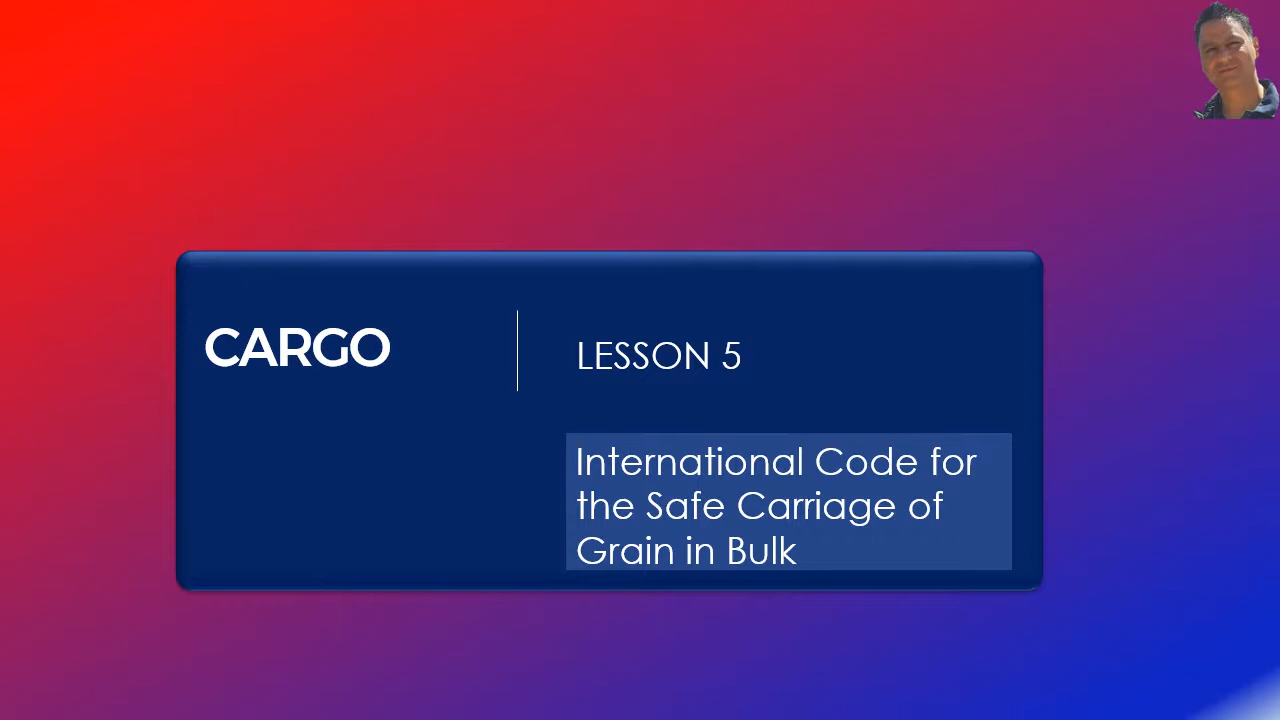 CARGO
LESSON 5
International Code for
the Safe Carriage of
Grain in Bulk